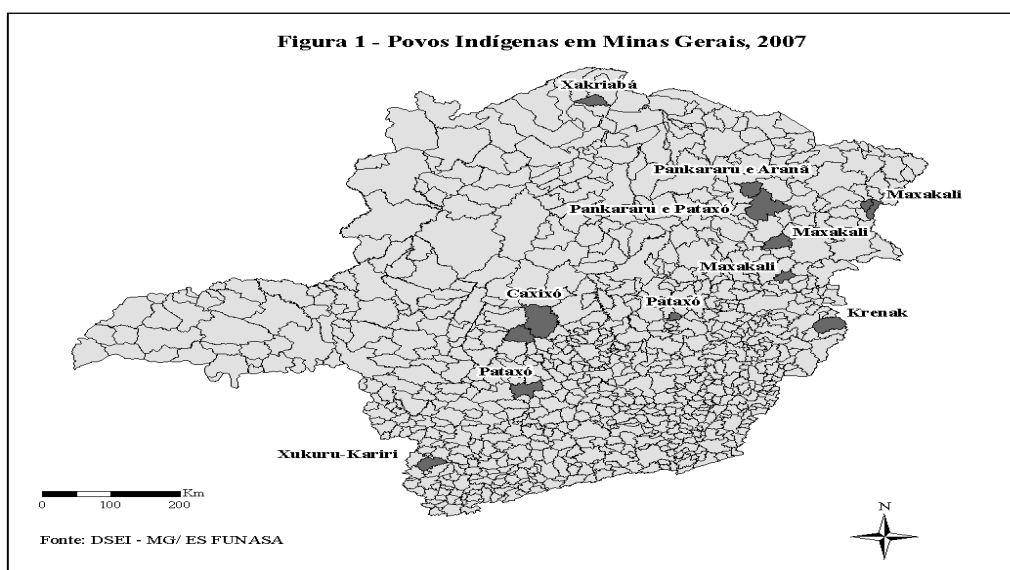 Figura 1 - Povos Indígenas em Minas Gerais, 2007
Xakriabá
Pankararu e Aranã
Maxakali
Pankararu e Pataxó
Maxakali
Maxakali
Caxixó
Pataxó
Krenak
Pataxó
Xukuru-Kariri
Km
0 100 200
N
Fonte: DSEI - MG/ ES FUNASA